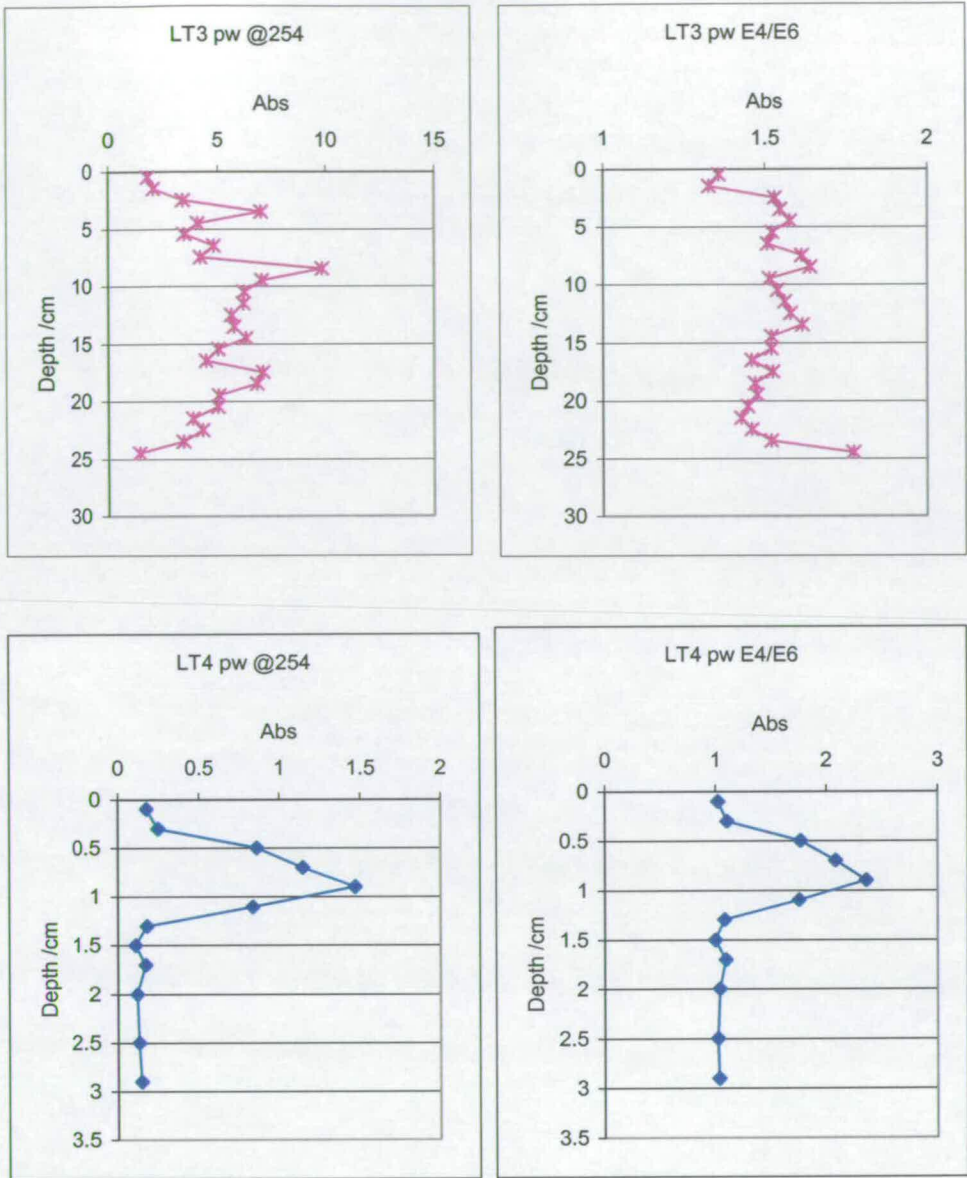 LT3 pw @254
Abs
0 5 10 15
0
5
10
15
20
25
30
Depth /cm
LT3 pw E4/E6
Abs
1 1.5 2
0
5
10
15
20
25
30
Depth /cm
LT4 pw @254
Abs
0 0.5 1 1.5 2
0
0.5
1
1.5
2
2.5
3
3.5
Depth /cm
LT4 pw E4/E6
Abs
0 1 2 3
0
0.5
1
1.5
2
2.5
3
3.5
Depth /cm